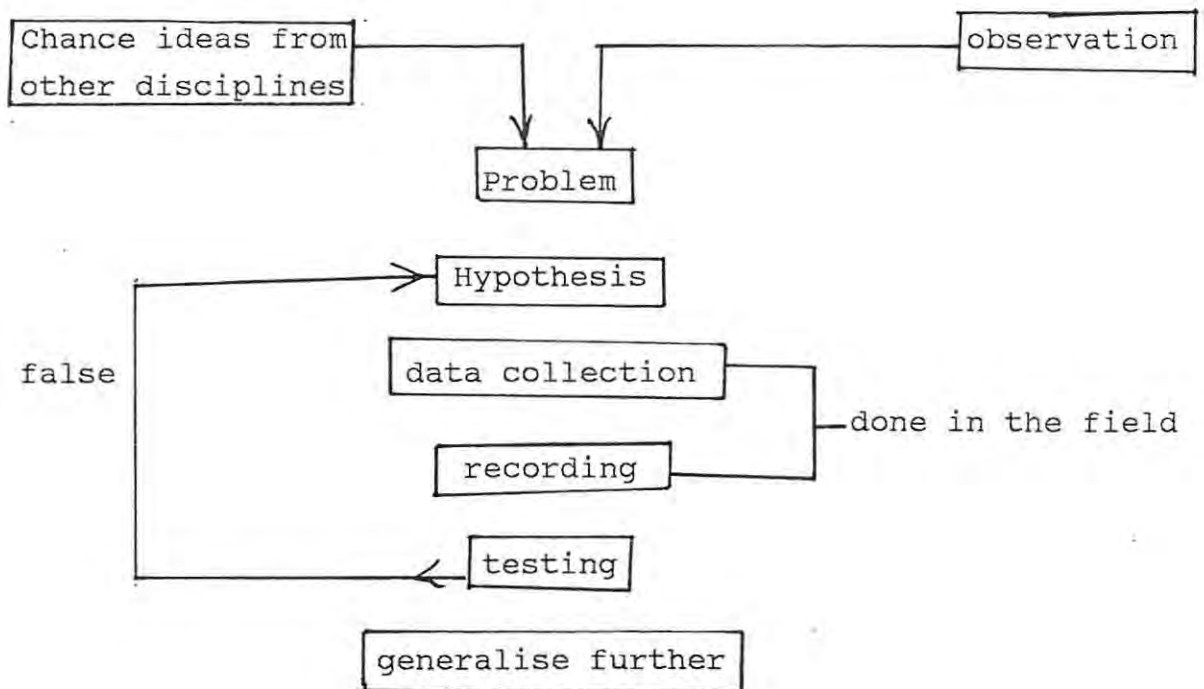 Chance ideas from
other disciplines
observation
Problem
Hypothesis
false
data collection
done in the field
recording
testing
generalise further